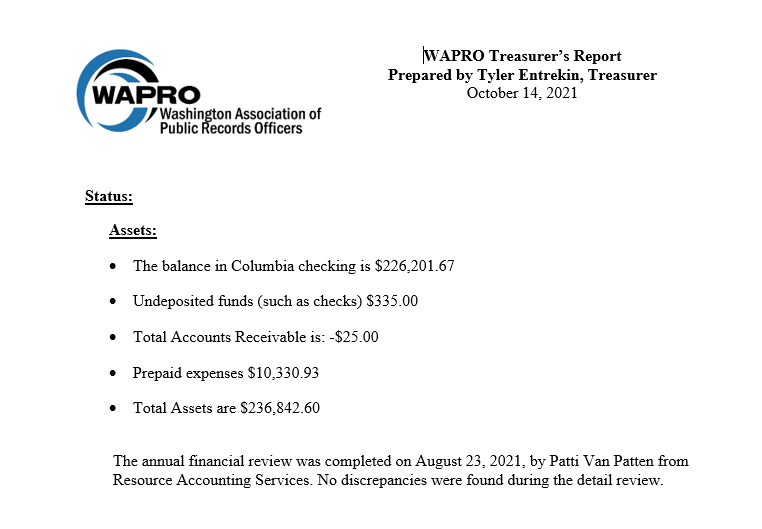 WAPRO
Washington Association of
Public Records Officers
WAPRO Treasurer's Report
Prepared by Tyler Entrekin, Treasurer
October 14, 2021
Status:
Assets:
• The balance in Columbia checking is $226,201.67
• Undeposited funds (such as checks) $335.00
• Total Accounts Receivable is: -$25.00
• Prepaid expenses $10,330.93
• Total Assets are $236,842.60
The annual financial review was completed on August 23, 2021, by Patti Van Patten from
Resource Accounting Services. No discrepancies were found during the detail review.